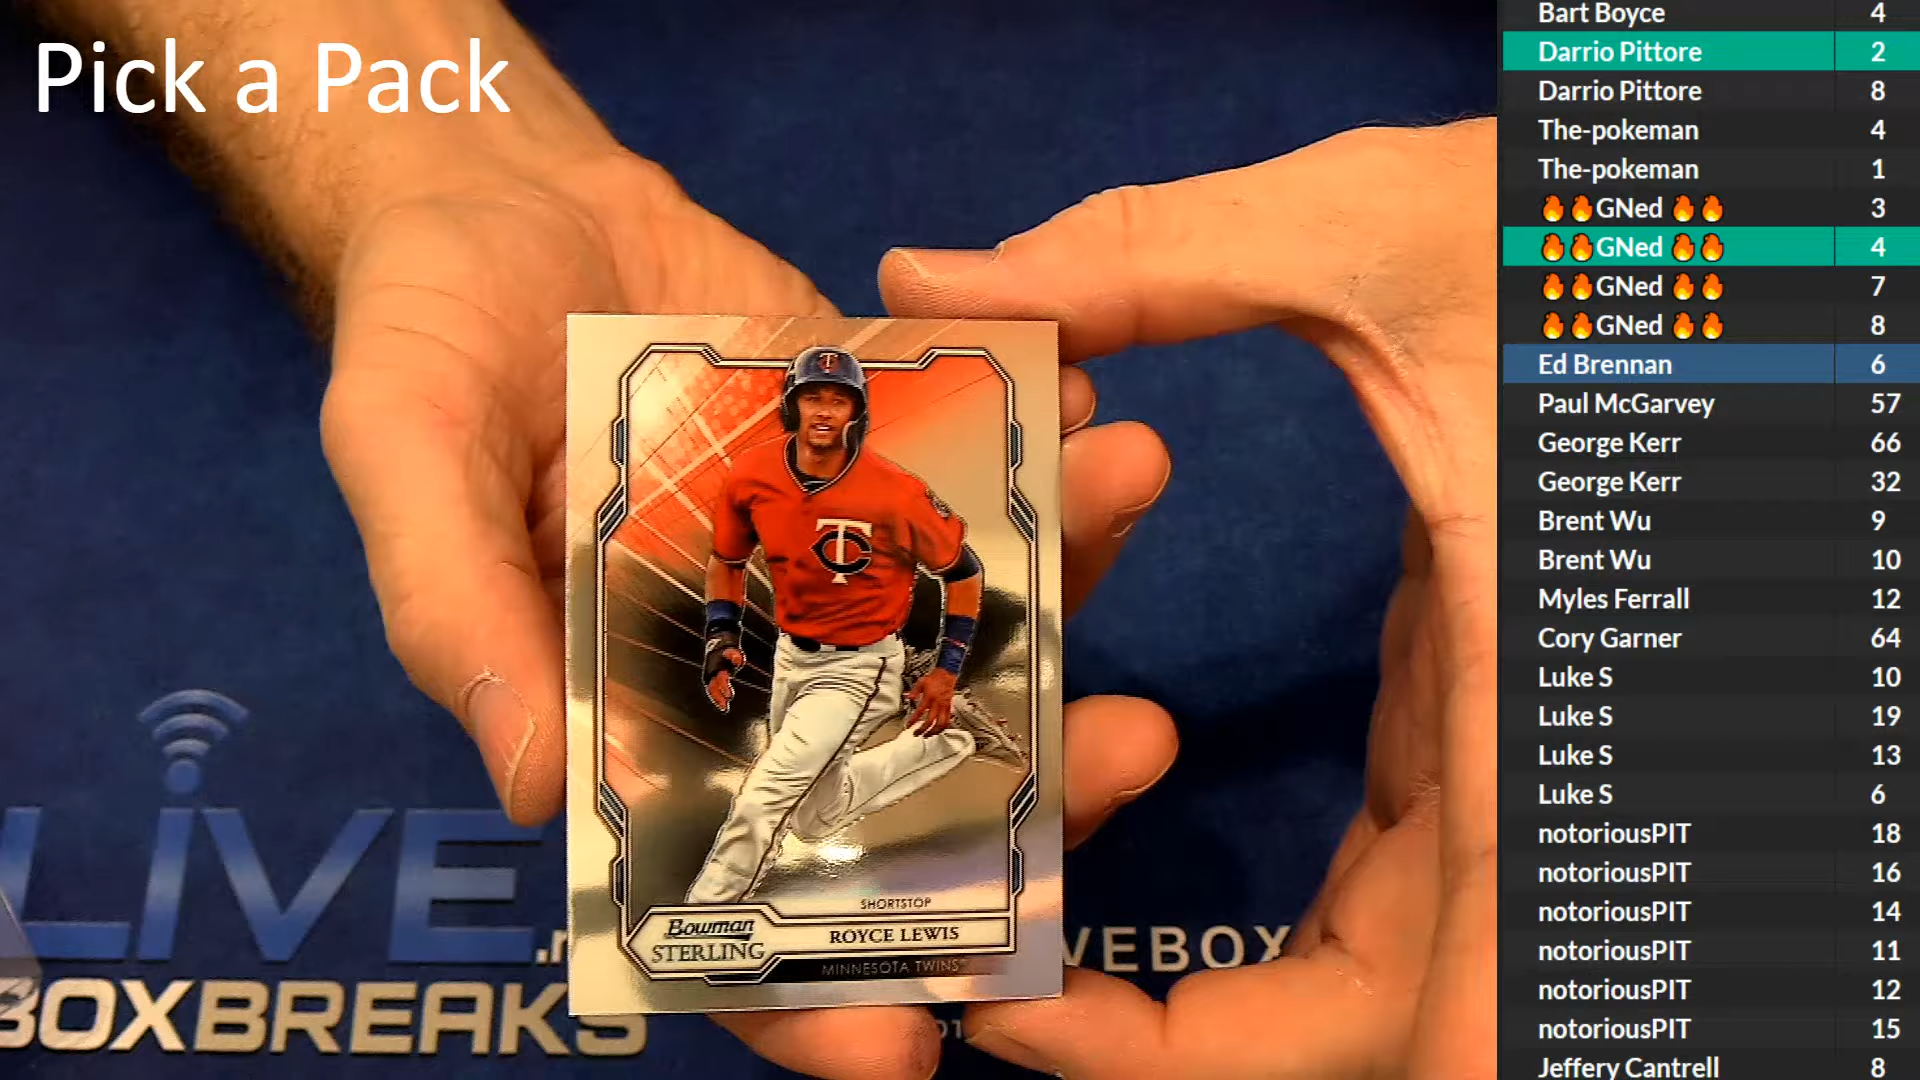 Pick a Pack
Bart Boyce 4
Darrio Pittore 2
Darrio Pittore 8
The-pokeman 4
The-pokeman 1
🔥🔥GNed 🔥🔥 3
🔥🔥GNed 🔥🔥 4
🔥🔥GNed 🔥🔥 7
🔥🔥GNed 🔥🔥 8
Ed Brennan 6
Paul McGarvey 57
George Kerr 66
George Kerr 32
Brent Wu 9
Brent Wu 10
Myles Ferrall 12
Cory Garner 64
Luke S 10
Luke S 19
Luke S 13
Luke S 6
notoriousPIT 18
notoriousPIT 16
notoriousPIT 14
notoriousPIT 11
notoriousPIT 12
notoriousPIT 15
Jeffery Cantrell 8
TC
SHORTSTOP
Bowman
STERLING
ROYCE LEWIS
MINNESOTA TWINS
LiVE
BOXBREAKS
VEBOX